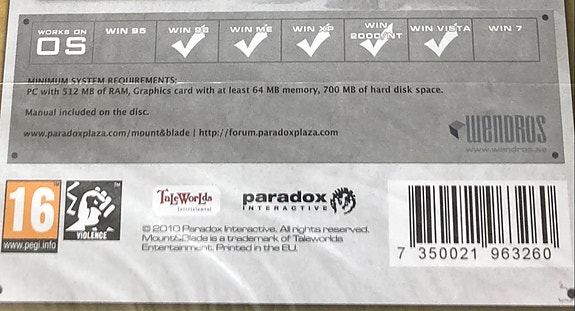 WORKS ON OS
WIN 95
WIN 98
WIN ME
WIN XP
WIN 2000/NT
WIN VISTA
WIN 7
MINIMUM SYSTEM REQUIREMENTS:
PC with 512 MB of RAM, Graphics card with at least 64 MB memory, 700 MB of hard disk space.
Manual included on the disc.
www.paradoxplaza.com/mount&blade | http://forum.paradoxplaza.com
WENDROS
www.wendros.se
16
www.pegi.info
VIOLENCE
TaleWorlds
Entertainment
paradox
INTERACTIVE
© 2010 Paradox Interactive. All rights reserved.
Mount&Blade is a trademark of Taleworlds
Entertainment. Printed in the EU.
7 350021 963260